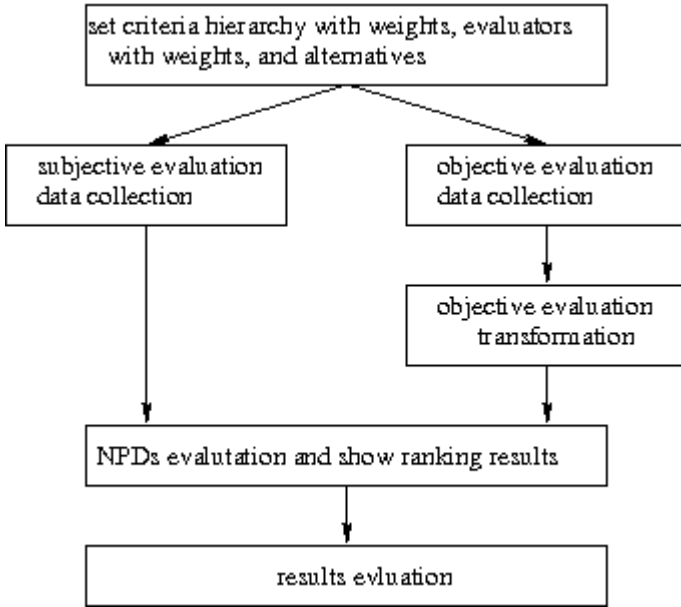 set criteria hierarchy with weights, evaluators
with weights, and alternatives
subjective evaluation
data collection
objective evaluation
data collection
objective evaluation
transformation
NPDs evalutation and show ranking results
results evluation